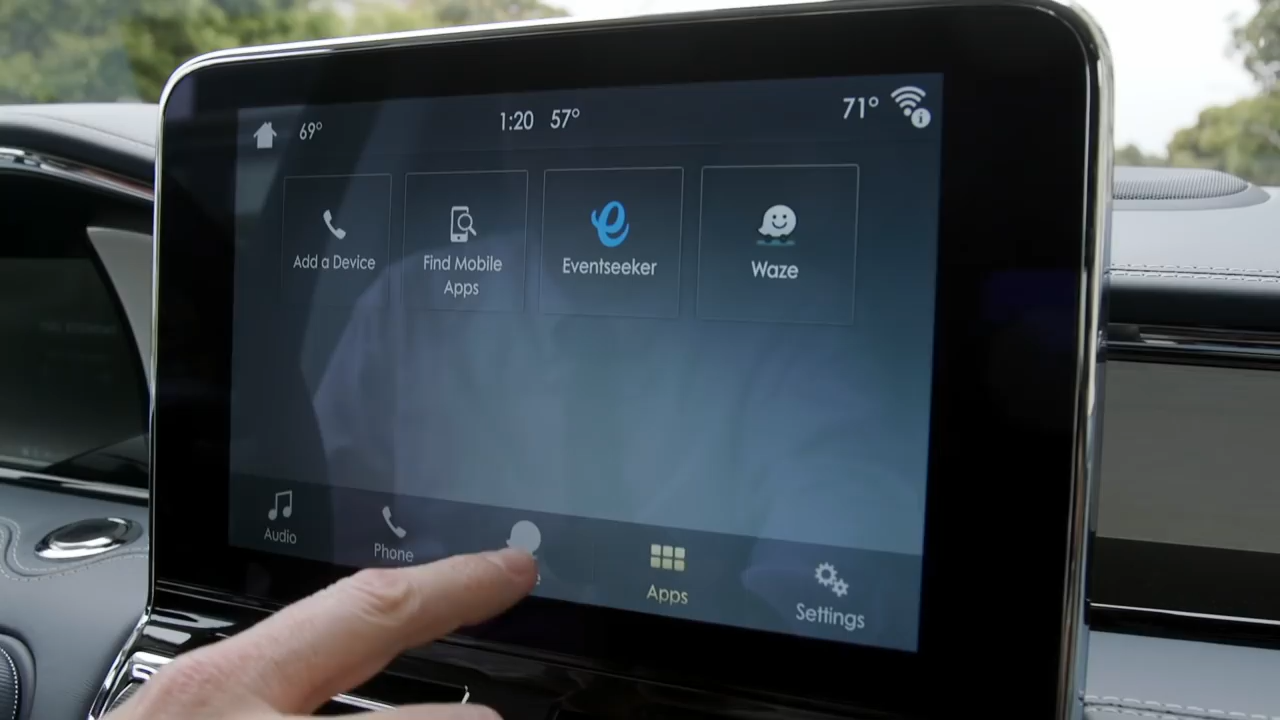 69°
1:20 57°
71°
Add a Device
Find Mobile
Apps
Eventseeker
Waze
Audio
Phone
Apps
Settings